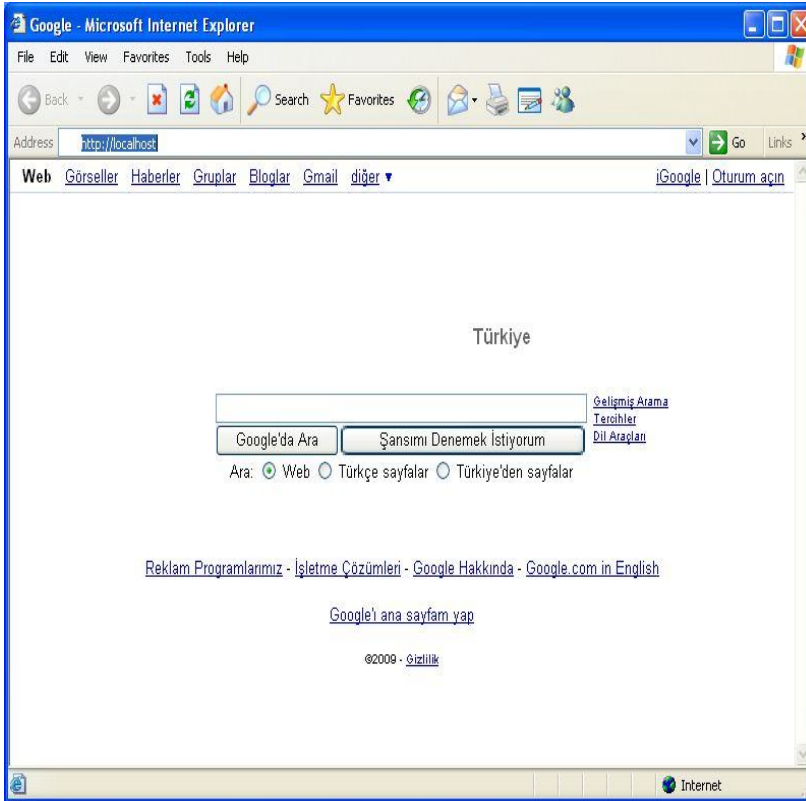 Google - Microsoft Internet Explorer
File Edit View Favorites Tools Help
Back Search Favorites
Address http://localhost Go Links »
Web Görseller Haberler Gruplar Bloglar Gmail diğer ▼ iGoogle | Oturum açın
Türkiye
Gelişmiş Arama
Tercihler
Dil Araçları
Google'da Ara Şansımı Denemek İstiyorum
Ara: Web Türkçe sayfalar Türkiye'den sayfalar
Reklam Programlarımız - İşletme Çözümleri - Google Hakkında - Google.com in English
Google'ı ana sayfam yap
©2009 - Gizlilik
Internet